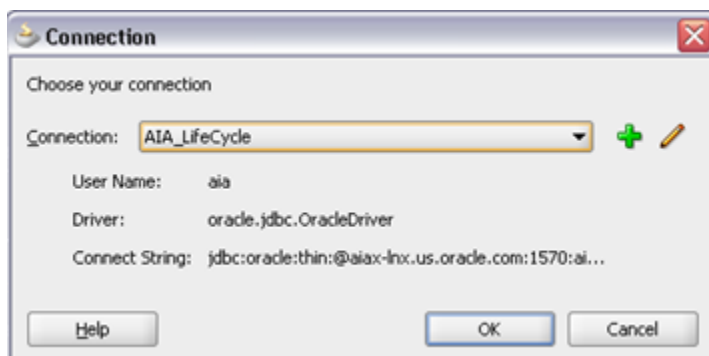 Connection
Choose your connection
Connection: AIA_LifeCycle
User Name: aia
Driver: oracle.jdbc.OracleDriver
Connect String: jdbc:oracle:thin:@aiax-lnx.us.oracle.com:1570:ai...
Help OK Cancel